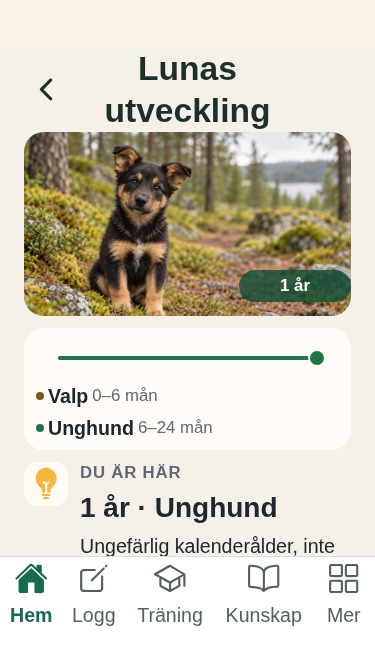 Lunas
utveckling
1 år
Valp 0–6 mån
Unghund 6–24 mån
DU ÄR HÄR
1 år · Unghund
Ungefärlig kalenderålder, inte
Hem Logg Träning Kunskap Mer